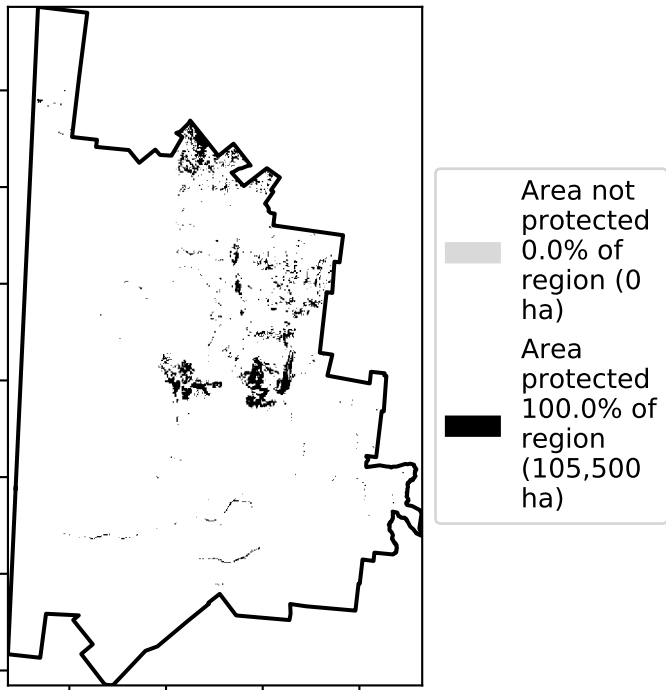 Area not
protected
0.0% of
region (0
ha)
Area
protected
100.0% of
region
(105,500
ha)